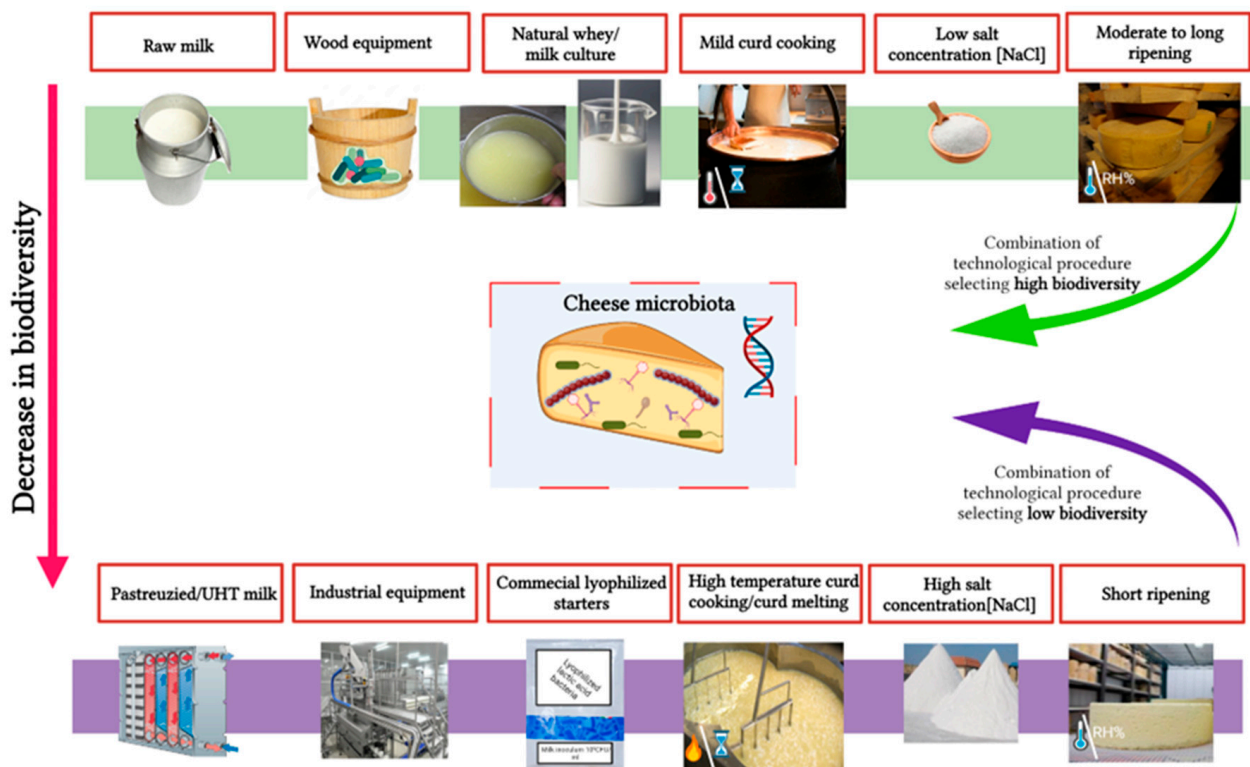 Raw milk
Wood equipment
Natural whey/
milk culture
Mild curd cooking
Low salt
concentration [NaCl]
Moderate to long
ripening
RH%
Decrease in biodiversity
Combination of
technological procedure
selecting high biodiversity
Cheese microbiota
Combination of
technological procedure
selecting low biodiversity
Pastreuzied/UHT milk
Industrial equipment
Commecial lyophilized
starters
High temperature curd
cooking/curd melting
High salt
concentration[NaCl]
Short ripening
Lyophilized
lactic acid
bacteria
Milk inoculum
ml
RH%